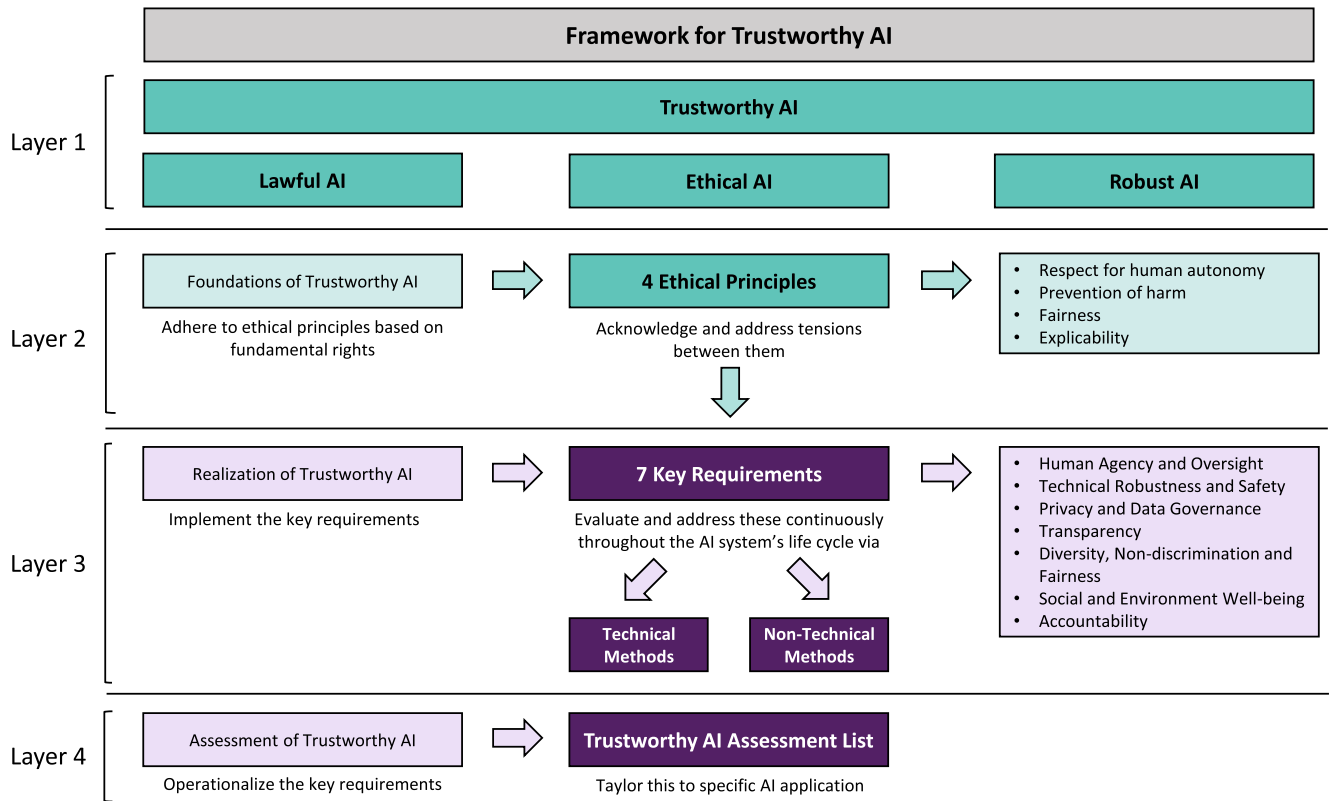 Framework for Trustworthy AI
Layer 1
Trustworthy AI
Lawful AI
Ethical AI
Robust AI
Layer 2
Foundations of Trustworthy AI
Adhere to ethical principles based on
fundamental rights
4 Ethical Principles
Acknowledge and address tensions
between them
• Respect for human autonomy
• Prevention of harm
• Fairness
• Explicability
Layer 3
Realization of Trustworthy AI
Implement the key requirements
7 Key Requirements
Evaluate and address these continuously
throughout the AI system’s life cycle via
Technical
Methods
Non-Technical
Methods
• Human Agency and Oversight
• Technical Robustness and Safety
• Privacy and Data Governance
• Transparency
• Diversity, Non-discrimination and
Fairness
• Social and Environment Well-being
• Accountability
Layer 4
Assessment of Trustworthy AI
Operationalize the key requirements
Trustworthy AI Assessment List
Taylor this to specific AI application